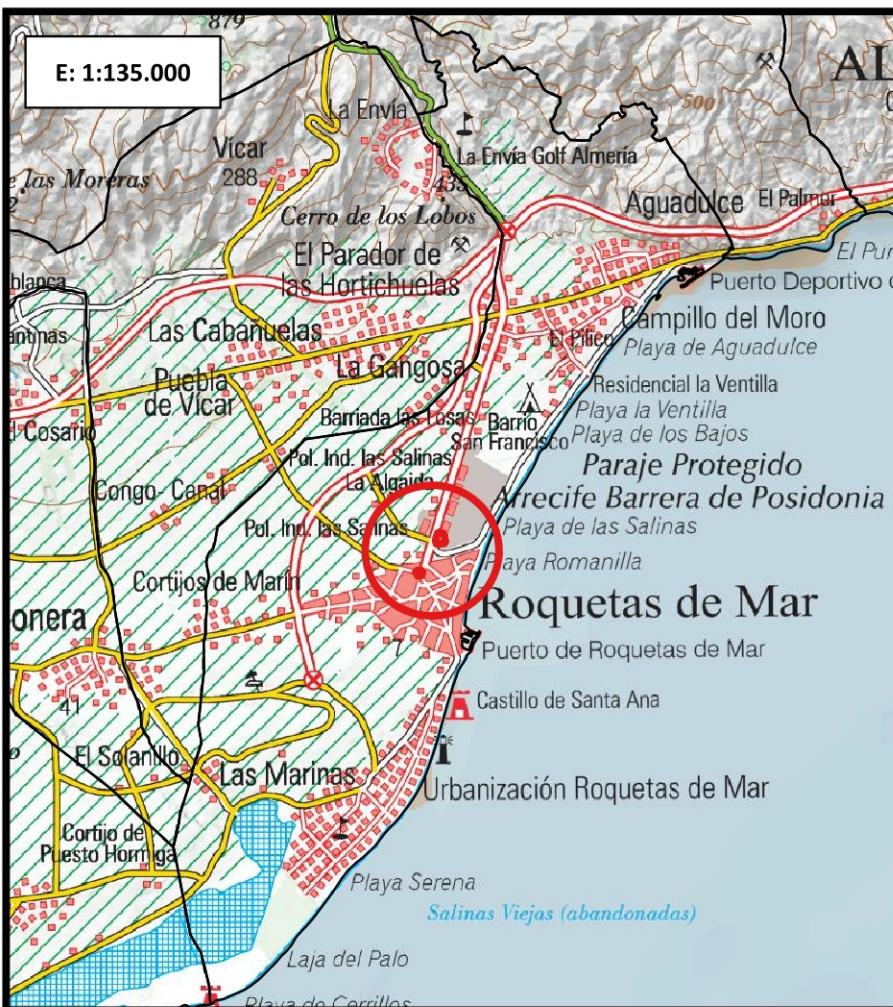 879
E: 1:135.000
AL
500
La Envía
Vícar
288
La Envía Golf Almería
433
e las Moreras
Cerro de los Lobos
Aguadulce
El Palmer
El Parador de
las Hortichuelas
El Pur
Puerto Deportivo
blanca
Campillo del Moro
Las Cabañuelas
El Pilico
Playa de Aguadulce
La Gangosa
Residencial la Ventilla
Puebla
de Vícar
Playa la Ventilla
Barriada las Losas
Barrio
San Francisco
Playa de los Bajos
El Cosario
Pol. Ind. las Salinas
Paraje Protegido
La Algaida
Congo- Canal
Arrecife Barrera de Posidonia
Pol. Ind. las Salinas
Playa de las Salinas
Playa Romanilla
Cortijos de Marín
Roquetas de Mar
onera
7
Puerto de Roquetas de Mar
41
Castillo de Santa Ana
El Solanillo
Las Marinas
Urbanización Roquetas de Mar
Cortijo de
Puesto Hormiga
Playa Serena
Salinas Viejas (abandonadas)
Laja del Palo
Playa de Cerrillos